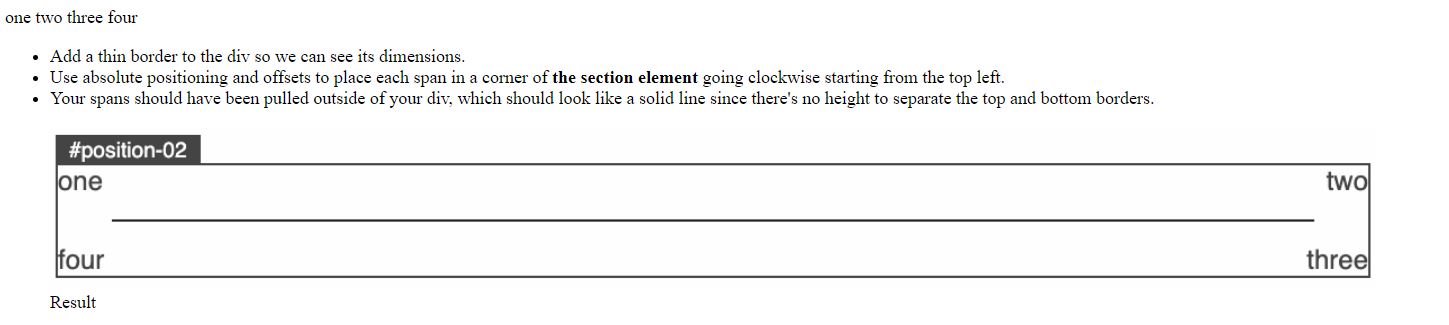 one two three four
• Add a thin border to the div so we can see its dimensions.
• Use absolute positioning and offsets to place each span in a corner of the section element going clockwise starting from the top left.
• Your spans should have been pulled outside of your div, which should look like a solid line since there's no height to separate the top and bottom borders.
#position-02
one two
four three
Result